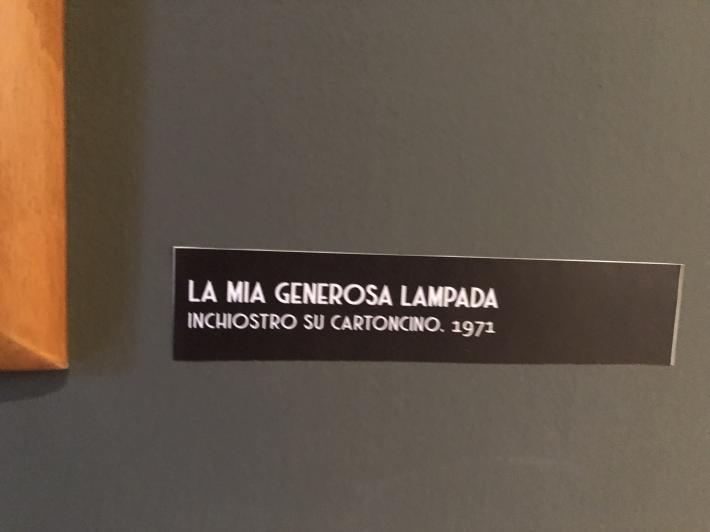 LA MIA GENEROSA LAMPADA
INCHIOSTRO SU CARTONCINO. 1971